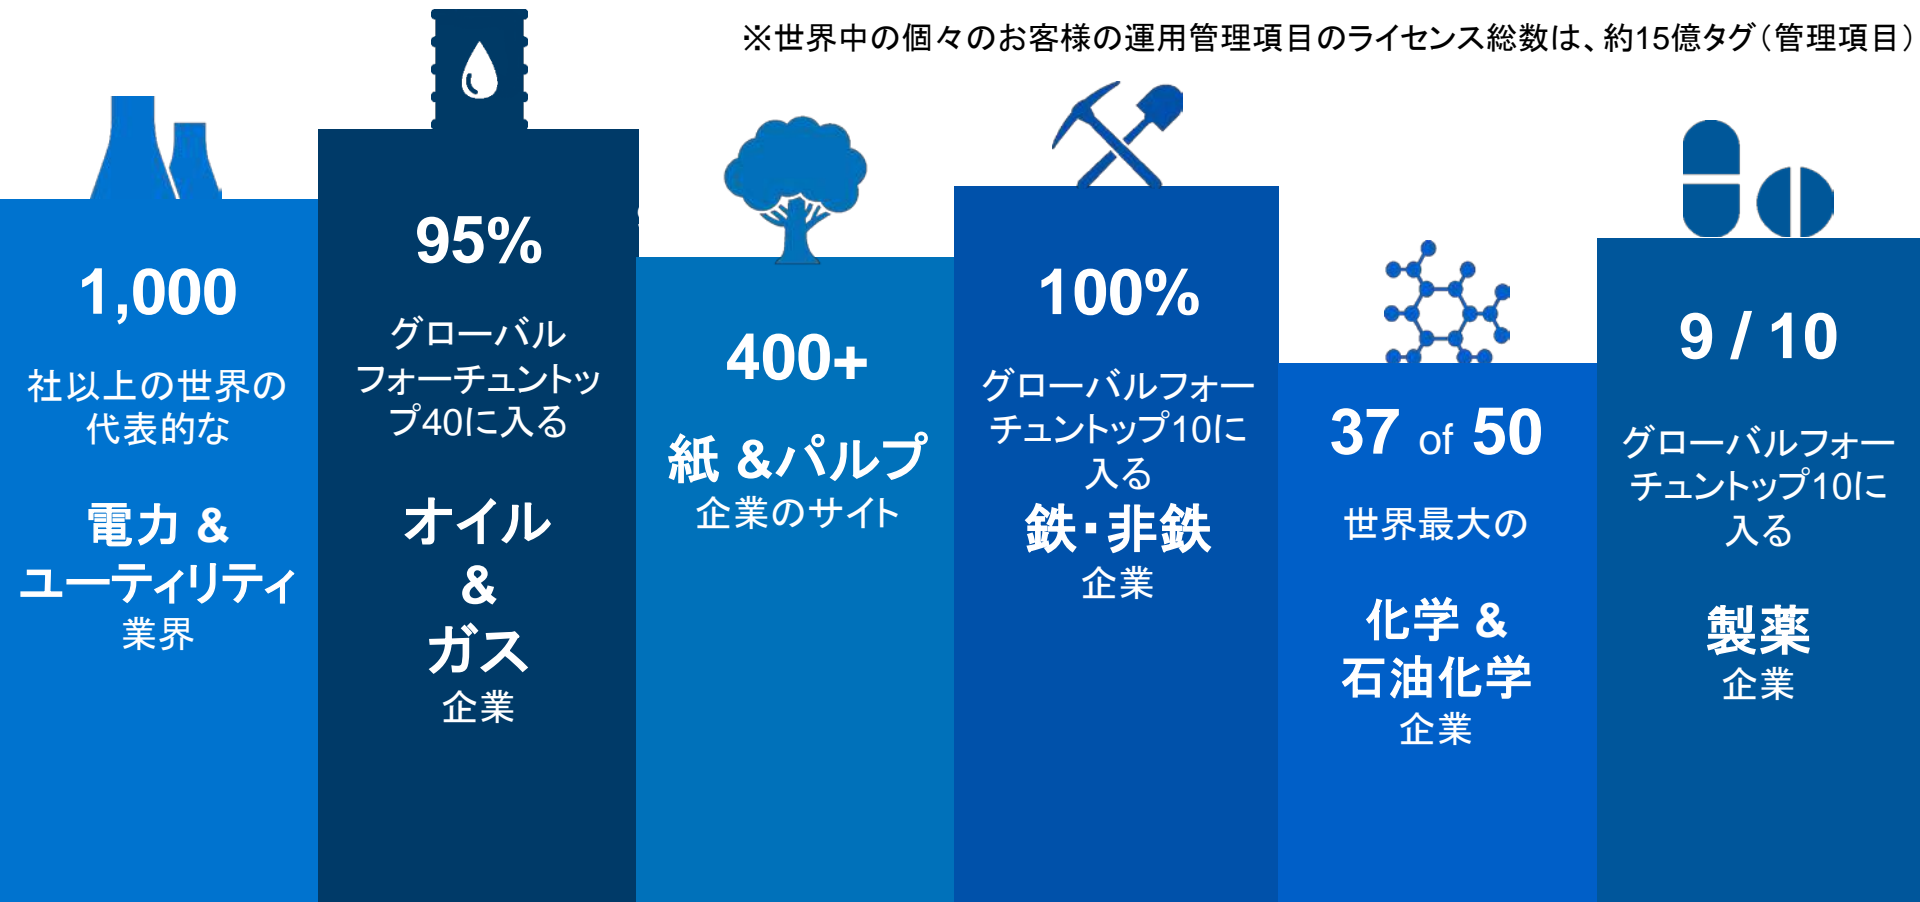 ※世界中の個々のお客様の運用管理項目のライセンス総数は、約15億タグ（管理項目）
1,000
社以上の世界の
代表的な
電力 &
ユーティリティ
業界
95%
グローバル
フォーチュントッ
プ40に入る
オイル
&
ガス
企業
400+
紙 &パルプ
企業のサイト
100%
グローバルフォー
チュントップ10に
入る
鉄・非鉄
企業
37 of 50
世界最大の
化学 &
石油化学
企業
9 / 10
グローバルフォー
チュントップ10に
入る
製薬
企業